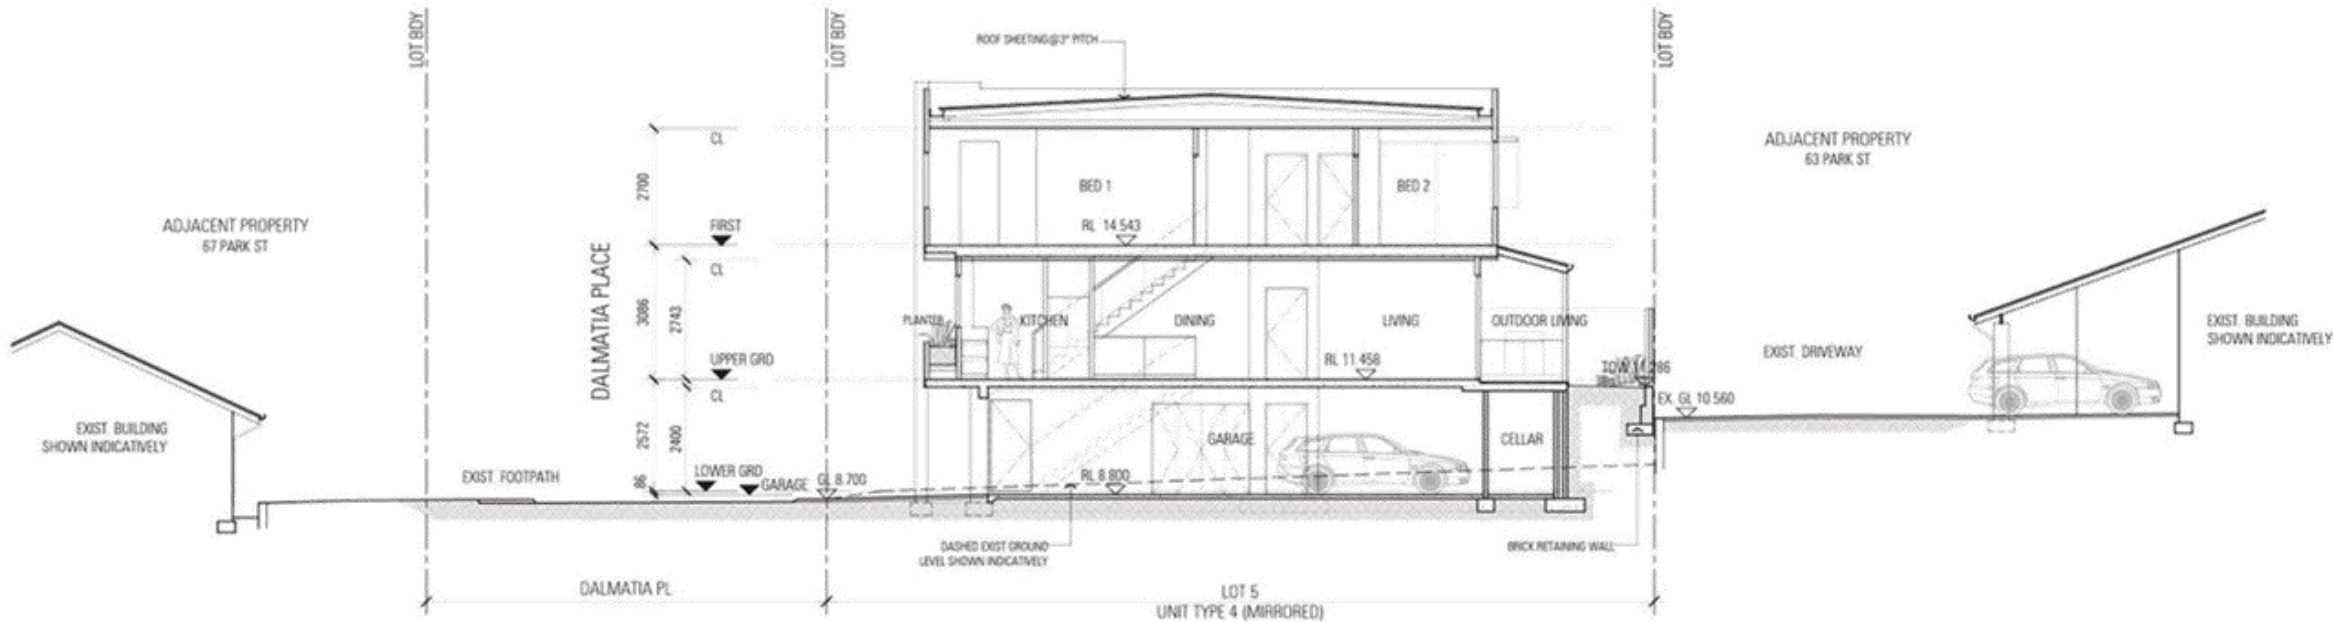 LOT BDY
LOT BDY
LOT BDY
ROOF SHEETING@3° PITCH
ADJACENT PROPERTY
67 PARK ST
ADJACENT PROPERTY
63 PARK ST
CL
2700
FIRST
BED 1
BED 2
RL 14 543
DALMATIA PLACE
CL
3086
2743
UPPER GRD
PLANTER
KITCHEN
DINING
LIVING
OUTDOOR LIVING
RL 11 458
EXIST. DRIVEWAY
EXIST. BUILDING
SHOWN INDICATIVELY
TOW 11 286
EX. GL 10 560
CL
2572
2400
86
EXIST. BUILDING
SHOWN INDICATIVELY
EXIST. FOOTPATH
LOWER GRD
GARAGE
GL 8 700
GARAGE
CELLAR
RL 8 800
DASHED EXIST GROUND
LEVEL SHOWN INDICATIVELY
BRICK RETAINING WALL
DALMATIA PL
LOT 5
UNIT TYPE 4 (MIRRORED)